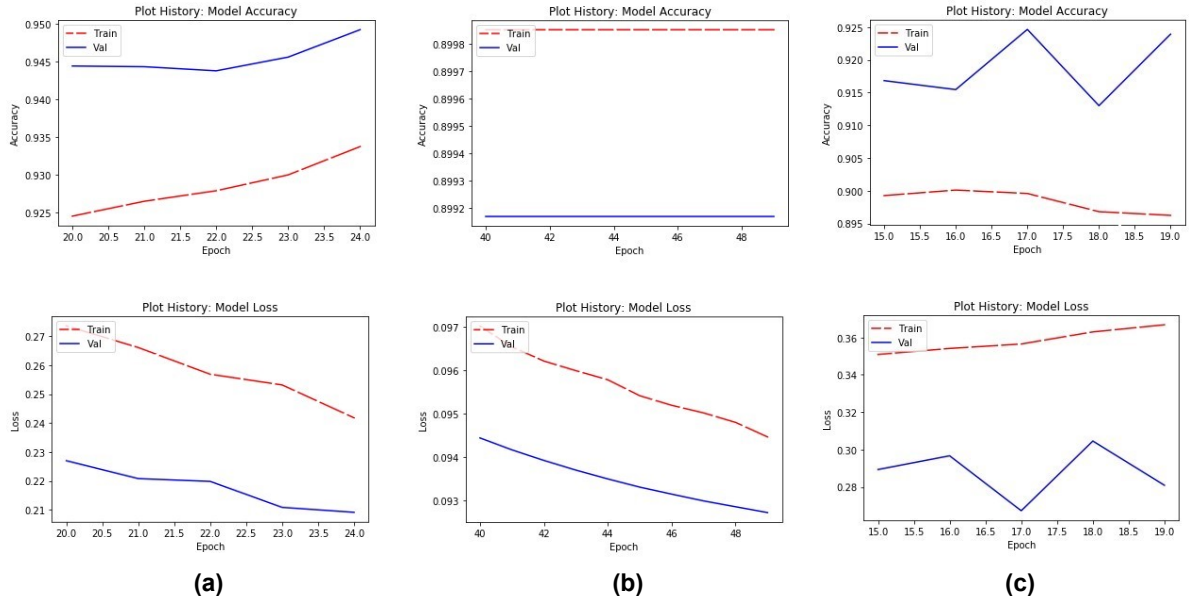 Plot History: Model Accuracy
Train
Val
Accuracy
0.950
0.945
0.940
0.935
0.930
0.925
20.0 20.5 21.0 21.5 22.0 22.5 23.0 23.5 24.0
Epoch
Plot History: Model Accuracy
Train
Val
Accuracy
0.8998
0.8997
0.8996
0.8995
0.8994
0.8993
0.8992
40 42 44 46 48
Epoch
Plot History: Model Accuracy
Train
Val
Accuracy
0.925
0.920
0.915
0.910
0.905
0.900
0.895
15.0 15.5 16.0 16.5 17.0 17.5 18.0 18.5 19.0
Epoch
Plot History: Model Loss
Train
Val
Loss
0.27
0.26
0.25
0.24
0.23
0.22
0.21
20.0 20.5 21.0 21.5 22.0 22.5 23.0 23.5 24.0
Epoch
Plot History: Model Loss
Train
Val
Loss
0.097
0.096
0.095
0.094
0.093
40 42 44 46 48
Epoch
Plot History: Model Loss
Train
Val
Loss
0.36
0.34
0.32
0.30
0.28
15.0 15.5 16.0 16.5 17.0 17.5 18.0 18.5 19.0
Epoch
(a) (b) (c)